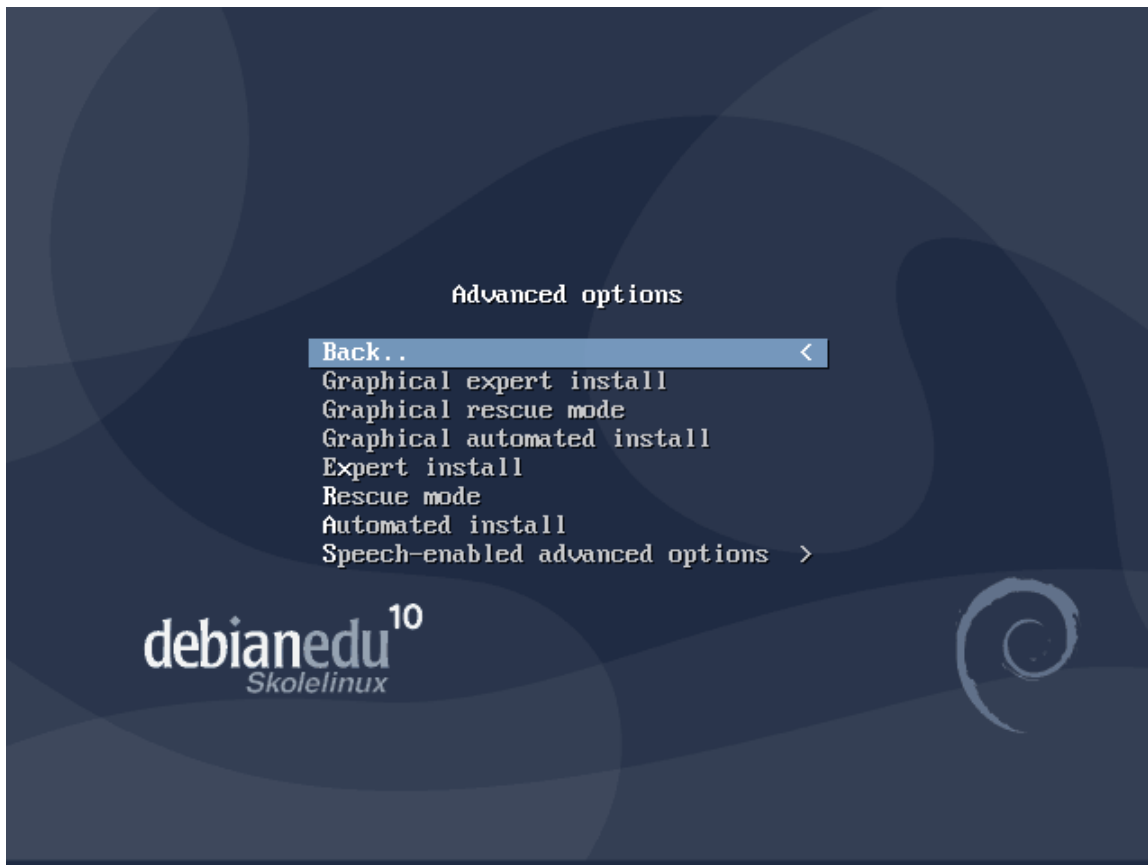 Advanced options
Back.. <
Graphical expert install
Graphical rescue mode
Graphical automated install
Expert install
Rescue mode
Automated install
Speech-enabled advanced options >
debianedu 10
Skolelinux